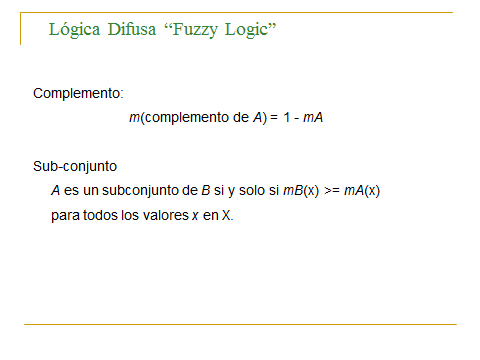 Lógica Difusa “Fuzzy Logic”
Complemento:
m(complemento de A) = 1 - mA
Sub-conjunto
A es un subconjunto de B si y solo si mB(x) >= mA(x)
para todos los valores x en X.